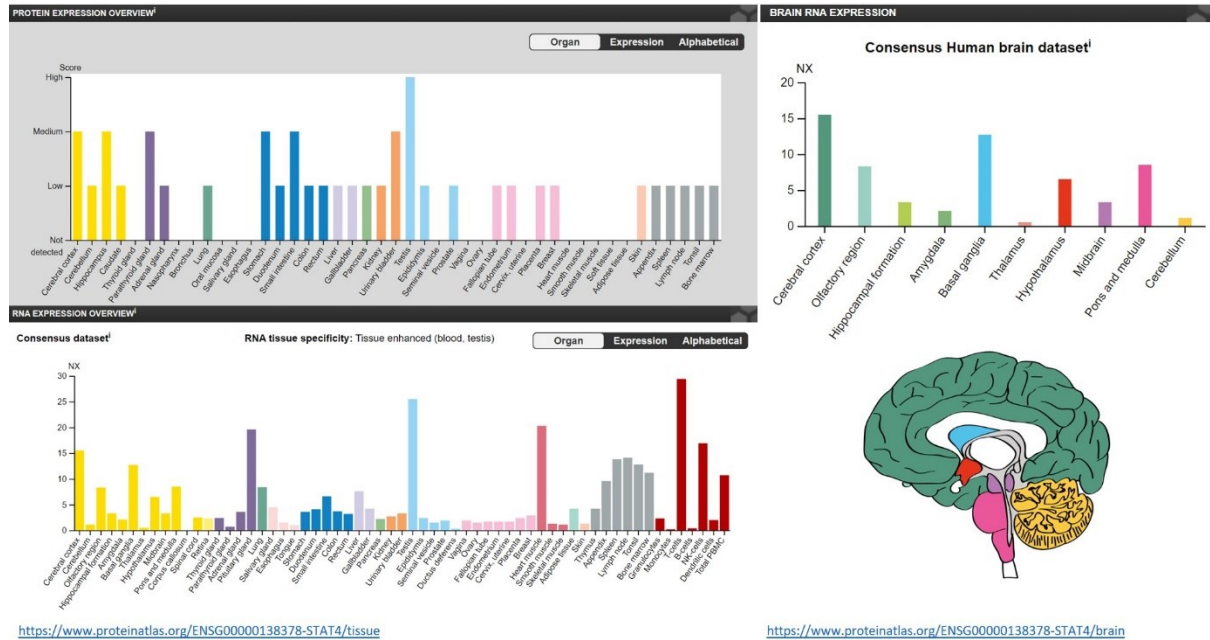 PROTEIN EXPRESSION OVERVIEWⁱ
Organ Expression Alphabetical
Score
High
Medium
Low
Not detected
Cerebral cortex
Cerebellum
Hippocampus
Caudate
Thyroid gland
Parathyroid gland
Adrenal gland
Nasopharynx
Bronchus
Lung
Oral mucosa
Salivary gland
Esophagus
Stomach
Duodenum
Small intestine
Colon
Rectum
Liver
Gallbladder
Pancreas
Kidney
Urinary bladder
Testis
Epididymis
Seminal vesicle
Prostate
Vagina
Ovary
Fallopian tube
Endometrium
Cervix, uterine
Placenta
Breast
Heart muscle
Smooth muscle
Skeletal muscle
Soft tissue
Adipose tissue
Skin
Appendix
Spleen
Lymph node
Tonsil
Bone marrow
RNA EXPRESSION OVERVIEWⁱ
Consensus datasetⁱ
RNA tissue specificity: Tissue enhanced (blood, testis)
Organ Expression Alphabetical
NX
30
25
20
15
10
5
0
Cerebral cortex
Cerebellum
Olfactory region
Hippocampal formation
Amygdala
Basal ganglia
Thalamus
Hypothalamus
Midbrain
Pons and medulla
Corpus callosum
Spinal cord
Retina
Thyroid gland
Parathyroid gland
Adrenal gland
Pituitary gland
Lung
Salivary gland
Esophagus
Tongue
Stomach
Duodenum
Small intestine
Colon
Rectum
Liver
Gallbladder
Pancreas
Kidney
Urinary bladder
Testis
Epididymis
Seminal vesicle
Prostate
Ductus deferens
Vagina
Ovary
Fallopian tube
Endometrium
Cervix, uterine
Placenta
Breast
Heart muscle
Smooth muscle
Skeletal muscle
Adipose tissue
Skin
Thymus
Appendix
Spleen
Lymph node
Tonsil
Bone marrow
Granulocytes
Monocytes
T-cells
B-cells
NK-cells
Dendritic cells
Total PBMC
https://www.proteinatlas.org/ENSG00000138378-STAT4/tissue
BRAIN RNA EXPRESSION
Consensus Human brain datasetⁱ
NX
20
15
10
5
0
Cerebral cortex
Olfactory region
Hippocampal formation
Amygdala
Basal ganglia
Thalamus
Hypothalamus
Midbrain
Pons and medulla
Cerebellum
https://www.proteinatlas.org/ENSG00000138378-STAT4/brain